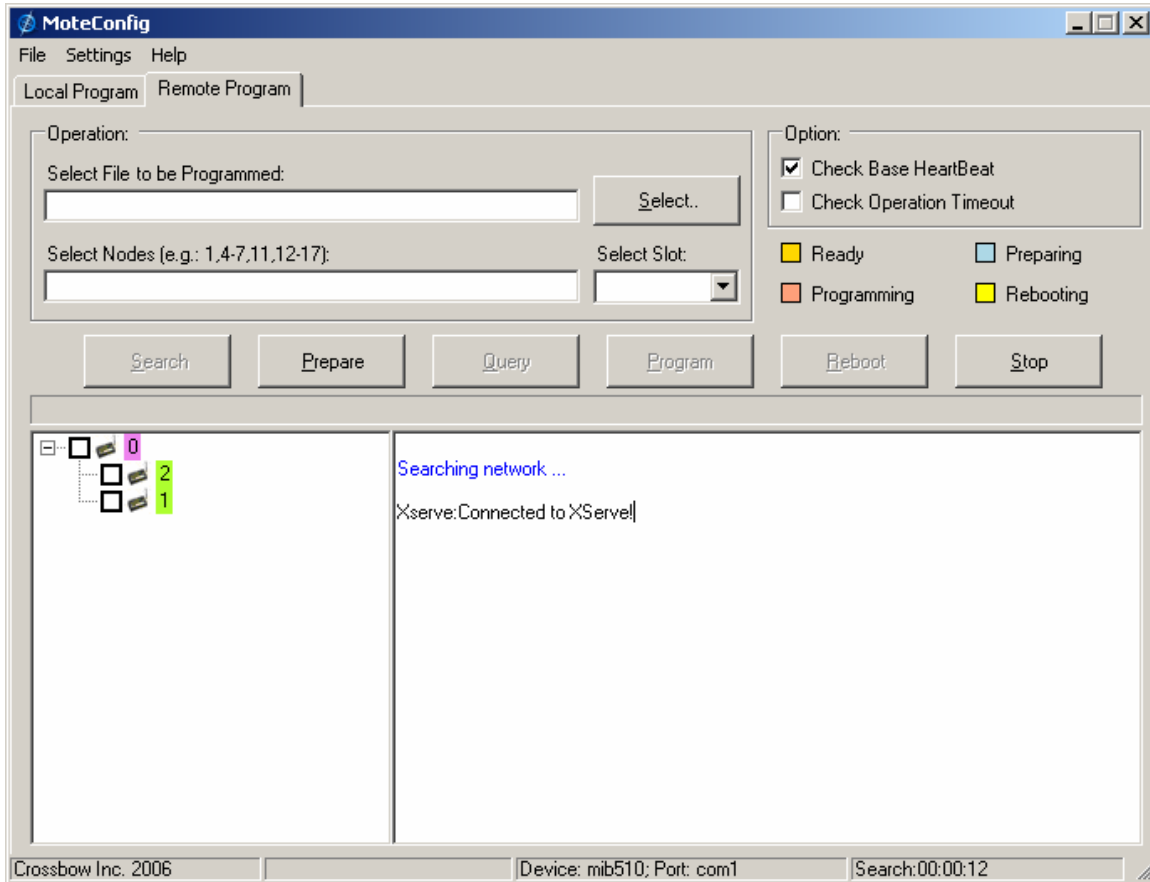 MoteConfig
File Settings Help
Local Program Remote Program
Operation:
Select File to be Programmed:
Select..
Select Nodes (e.g.: 1,4-7,11,12-17):
Select Slot:
Option:
Check Base HeartBeat
Check Operation Timeout
Ready Preparing
Programming Rebooting
Search Prepare Query Program Reboot Stop
0
2
1
Searching network ...
Xserve:Connected to XServe!
Crossbow Inc. 2006 Device: mib510; Port: com1 Search:00:00:12